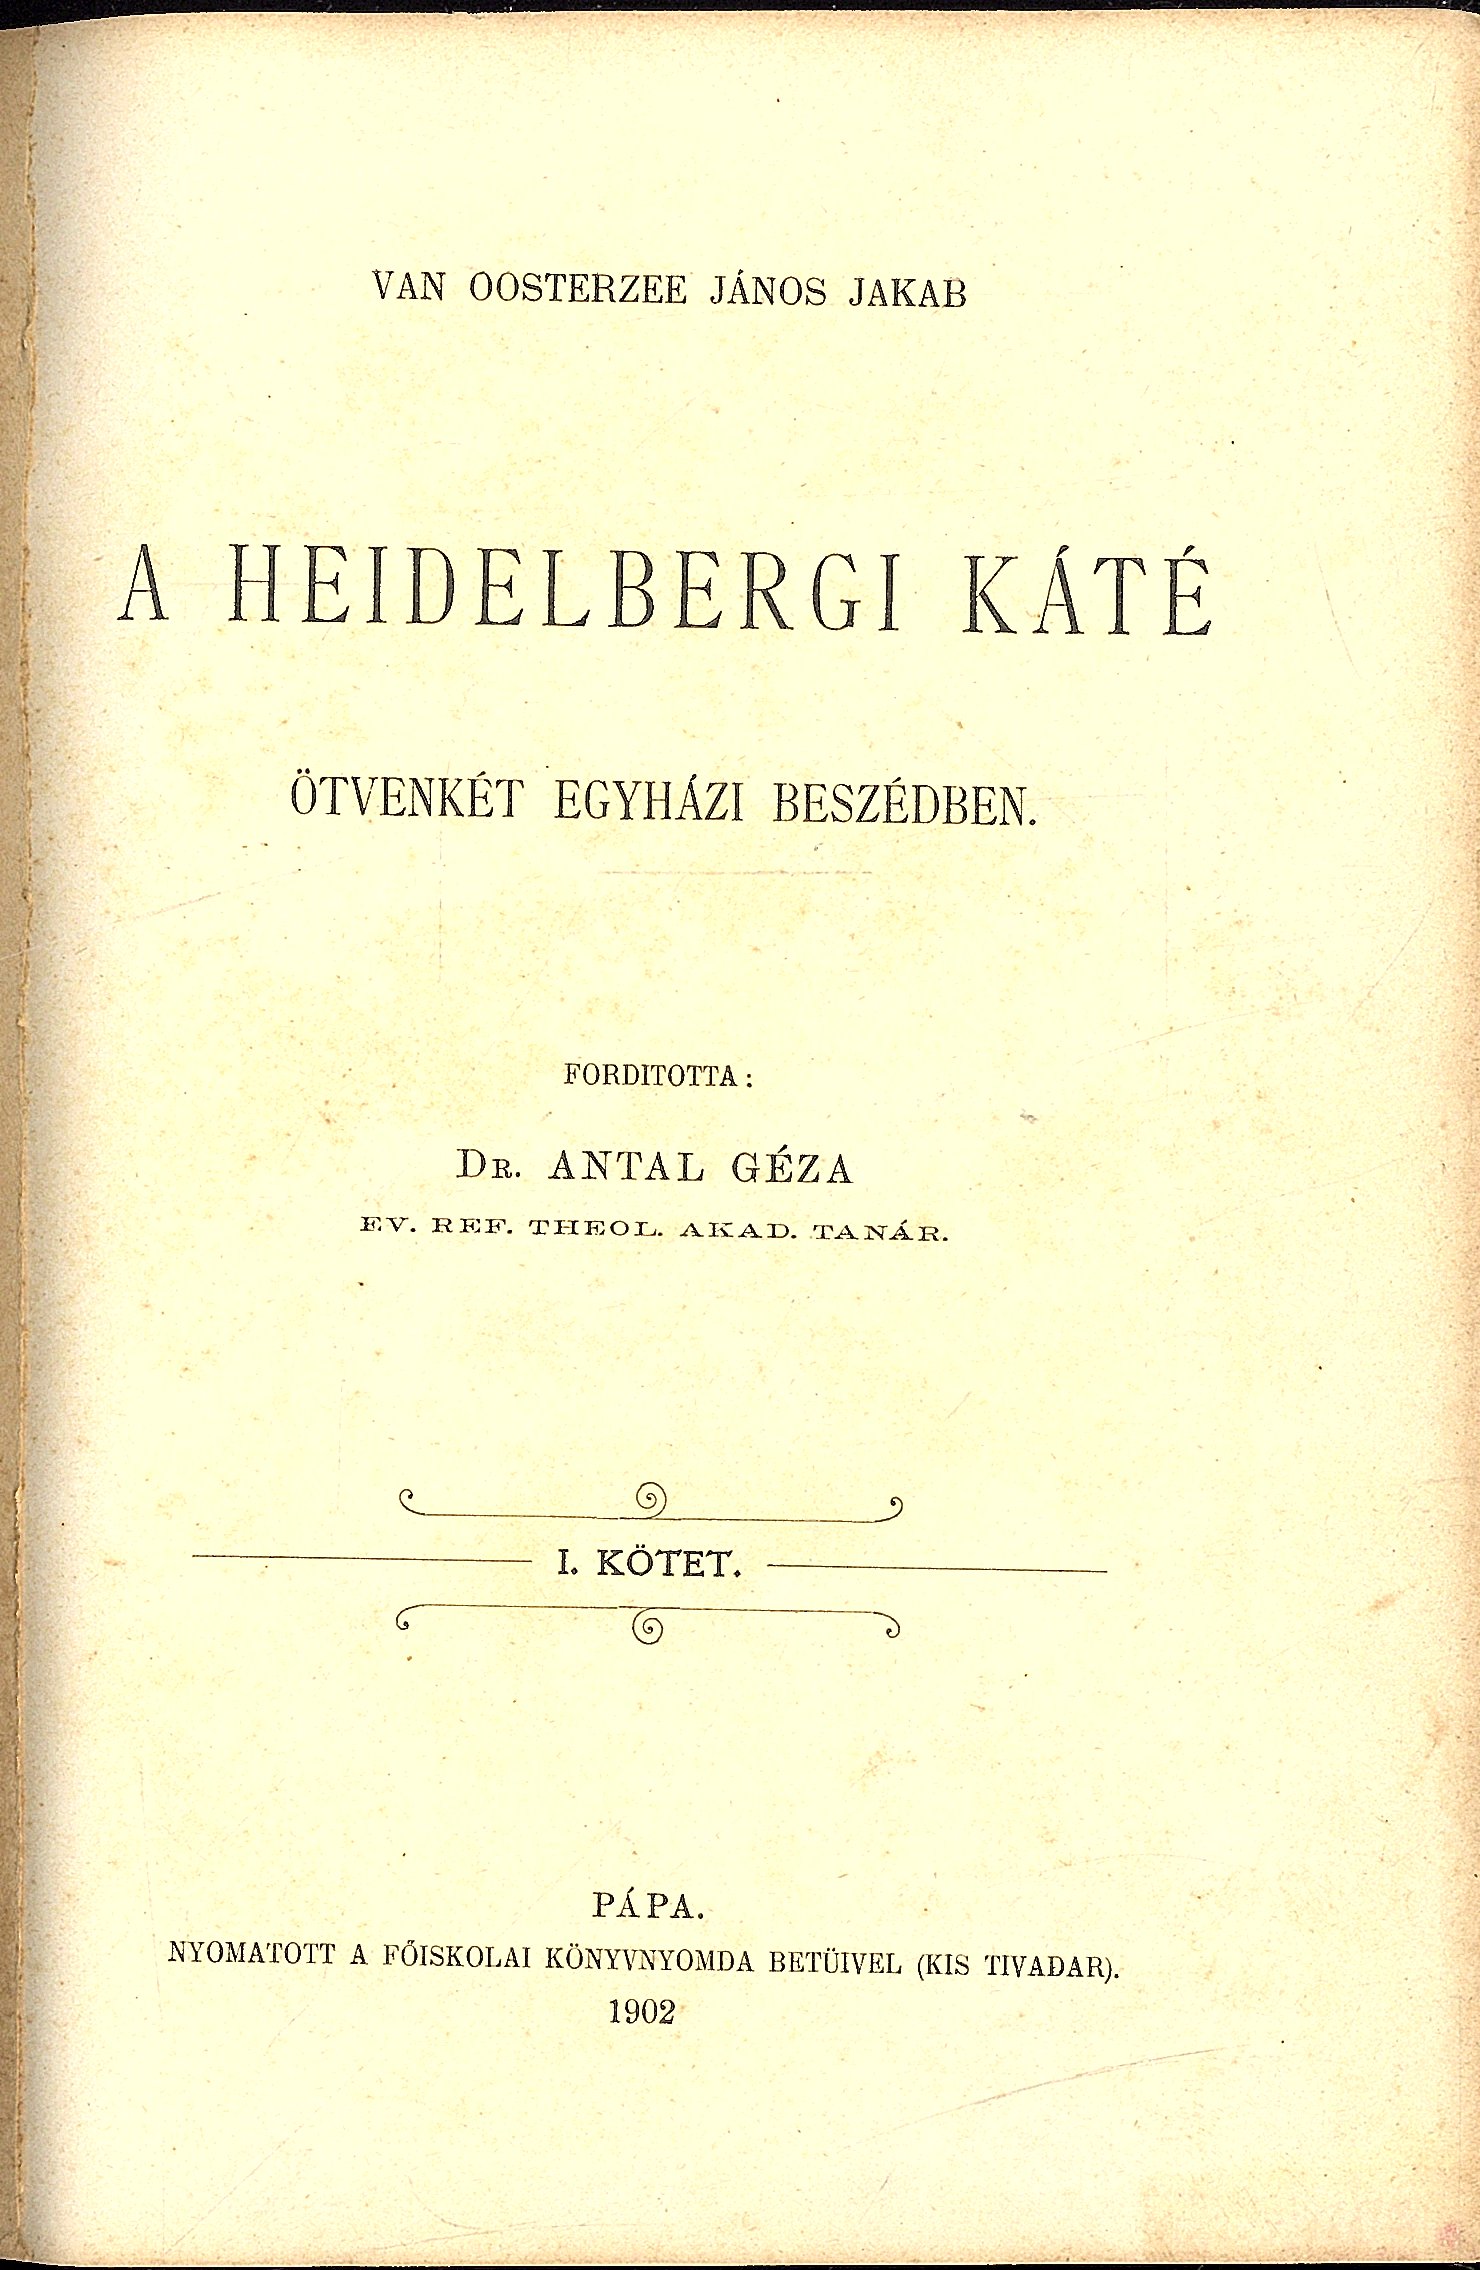 VAN OOSTERZEE JÁNOS JAKAB
A HEIDELBERGI KÁTÉ
ÖTVENKÉT EGYHÁZI BESZÉDBEN.
FORDITOTTA:
DR. ANTAL GÉZA
EV. REF. THEOL. AKAD. TANÁR.
I. KÖTET.
PÁPA.
NYOMATOTT A FŐISKOLAI KÖNYVNYOMDA BETÜIVEL (KIS TIVADAR).
1902